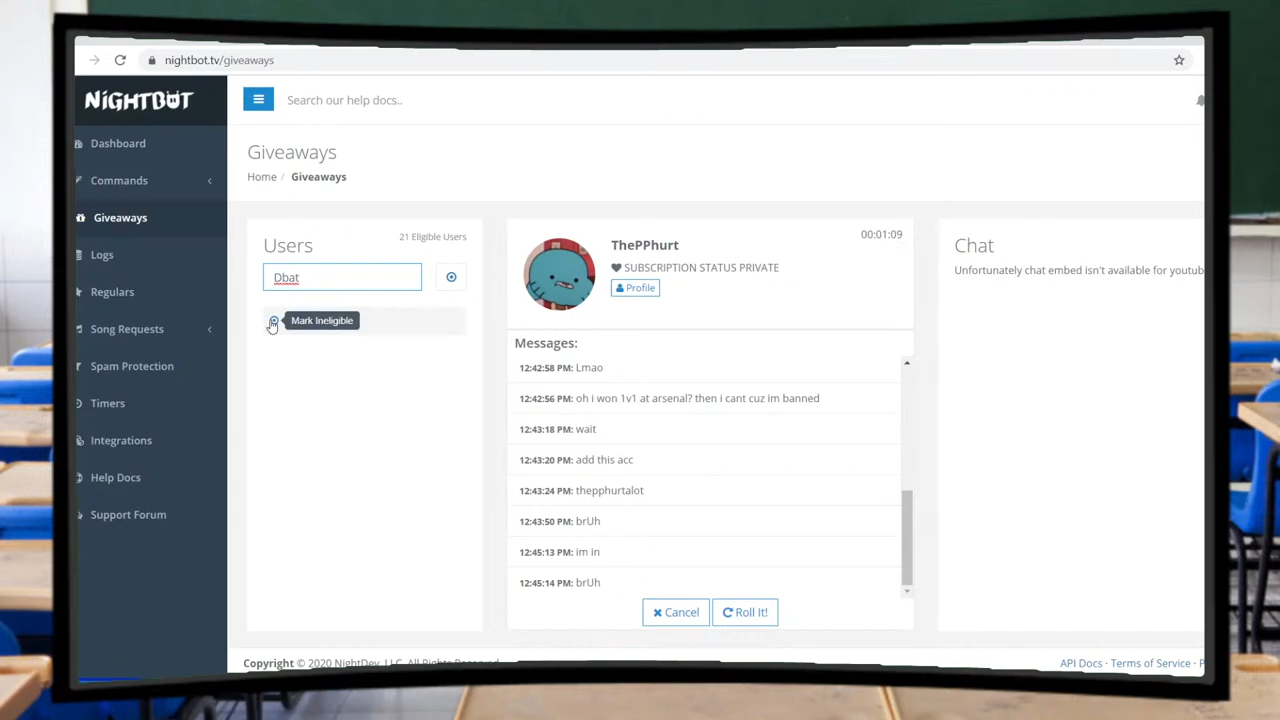 nightbot.tv/giveaways
NiGHTBOT
Search our help docs..
Dashboard
Commands
Giveaways
Logs
Regulars
Song Requests
Spam Protection
Timers
Integrations
Help Docs
Support Forum
Giveaways
Home / Giveaways
Users
21 Eligible Users
Dbat
Mark Ineligible
ThePPhurt
00:01:09
SUBSCRIPTION STATUS PRIVATE
Profile
Messages:
12:42:58 PM: Lmao
12:42:56 PM: oh i won 1v1 at arsenal? then i cant cuz im banned
12:43:18 PM: wait
12:43:20 PM: add this acc
12:43:24 PM: thepphurtalot
12:43:50 PM: brUh
12:45:13 PM: im in
12:45:14 PM: brUh
Cancel
Roll It!
Chat
Unfortunately chat embed isn't available for youtub
Copyright © 2020 NightDev, LLC. All Rights Reserved
API Docs · Terms of Service · P